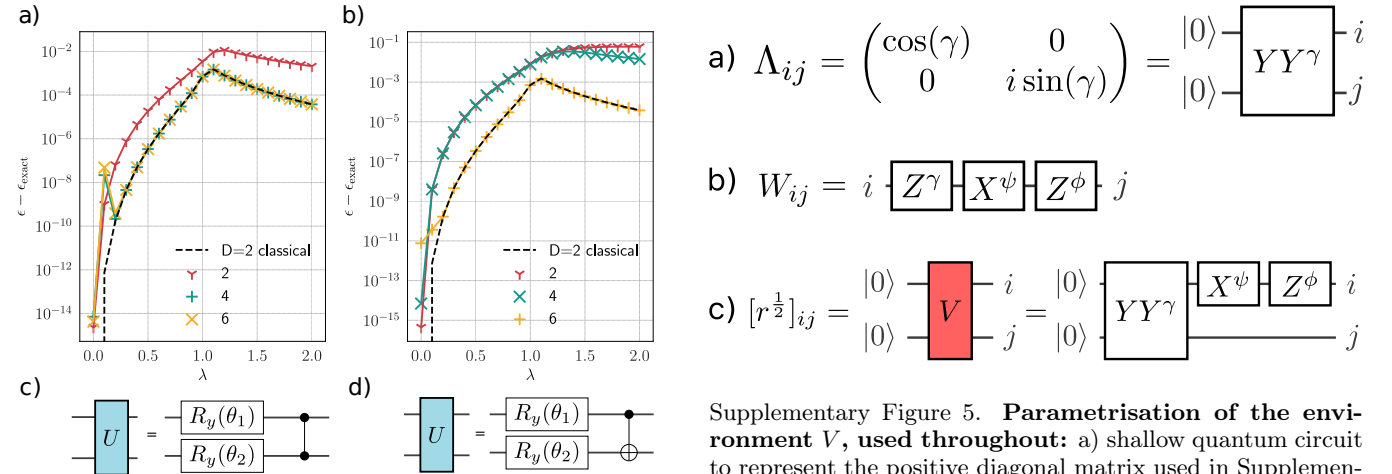 a)
10⁻²
10⁻⁴
10⁻⁶
10⁻⁸
10⁻¹⁰
10⁻¹²
10⁻¹⁴
ϵ − ϵ_exact
D=2 classical
2
4
6
0.0 0.5 1.0 1.5 2.0
λ
b)
10⁻¹
10⁻³
10⁻⁵
10⁻⁷
10⁻⁹
10⁻¹¹
10⁻¹³
10⁻¹⁵
ϵ − ϵ_exact
D=2 classical
2
4
6
0.0 0.5 1.0 1.5 2.0
λ
c)
U = R_y(θ₁)
R_y(θ₂)
d)
U = R_y(θ₁)
R_y(θ₂)
a) Λ_ij = ( cos(γ) 0
0 i sin(γ) ) = |0⟩ |0⟩ YY^γ i j
b) W_ij = i Z^γ X^ψ Z^ϕ j
c) [r^½]_ij = |0⟩ |0⟩ V i j = |0⟩ |0⟩ YY^γ X^ψ Z^ϕ i j
Supplementary Figure 5. Parametrisation of the envi-
ronment V, used throughout: a) shallow quantum circuit
to represent the positive diagonal matrix used in Supplemen-